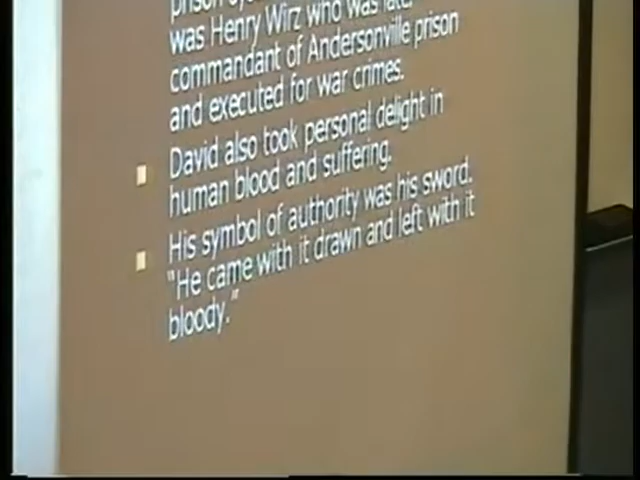 prison
was Henry Wirz who was later
commandant of Andersonville prison
and executed for war crimes.
David also took personal delight in
human blood and suffering.
His symbol of authority was his sword.
"He came with it drawn and left with it
bloody."